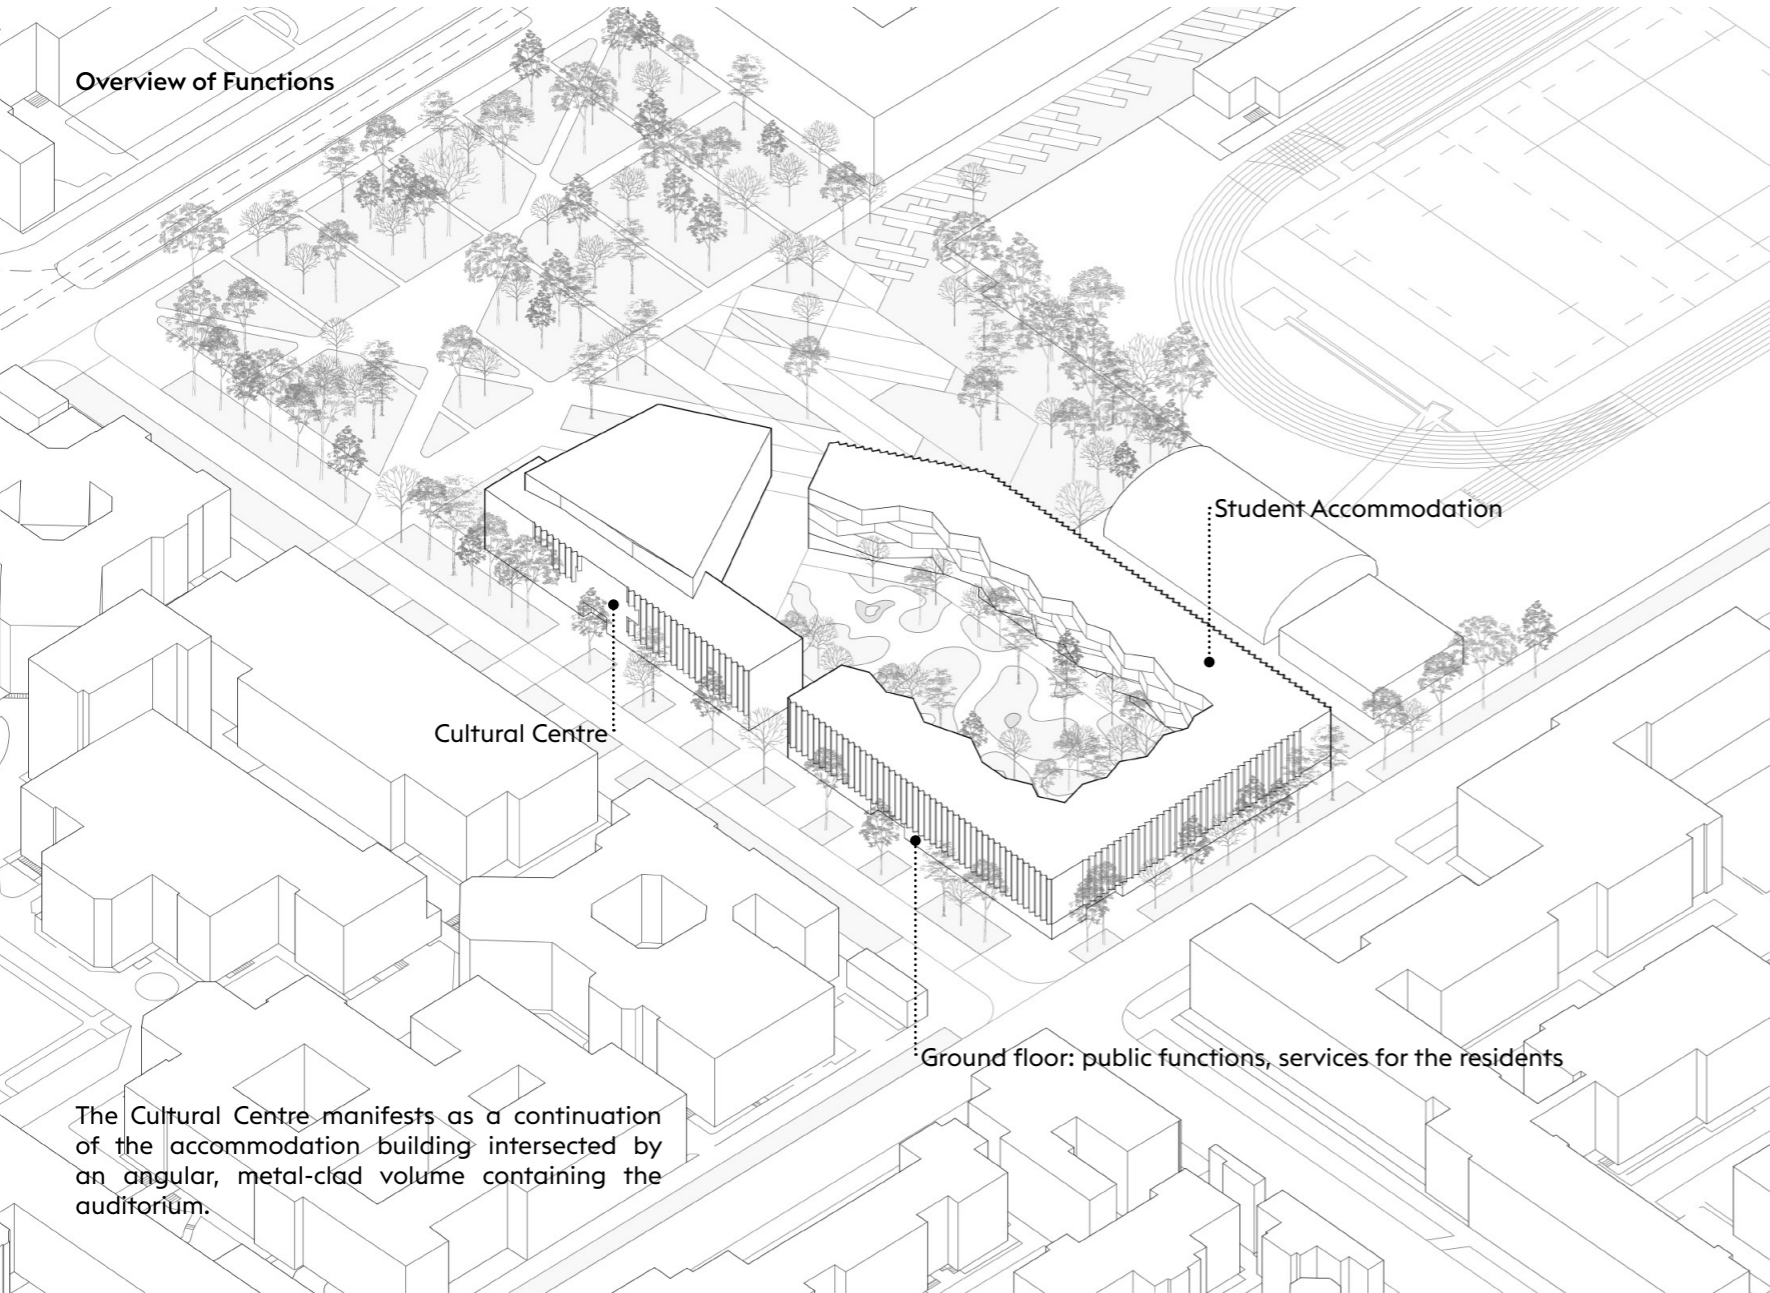 Overview of Functions
Student Accommodation
Cultural Centre
Ground floor: public functions, services for the residents
The Cultural Centre manifests as a continuation
of the accommodation building intersected by
an angular, metal-clad volume containing the
auditorium.